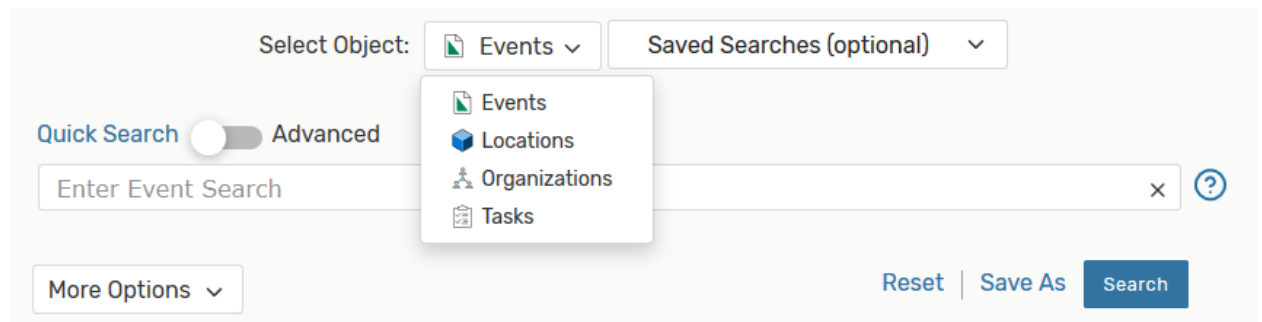 Select Object: Events Saved Searches (optional)
Events
Locations
Organizations
Tasks
Quick Search Advanced
Enter Event Search
More Options
Reset Save As Search